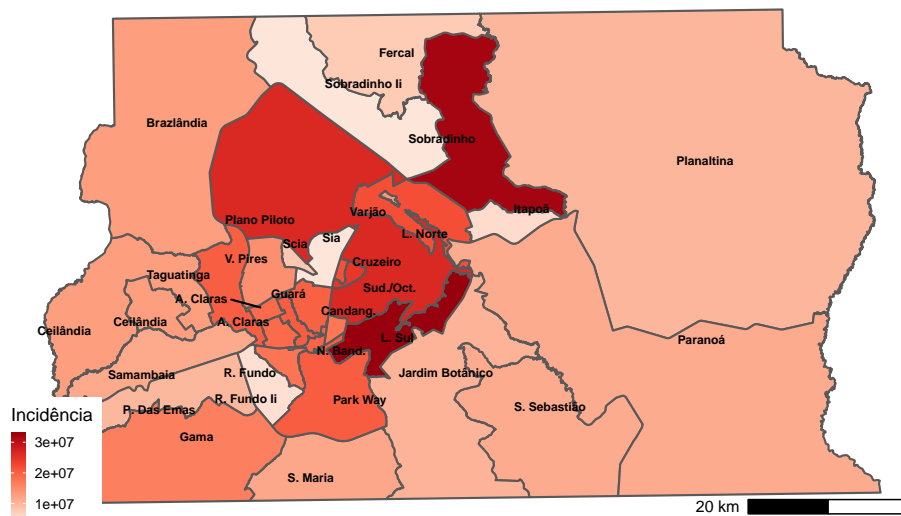 Fercal
Sobradinho Ii
Brazlândia
Sobradinho
Planaltina
Itapoã
Varjão
Plano Piloto
L. Norte
Sia
Scia
V. Pires
Cruzeiro
Taguatinga
Sud./Oct.
Guará
A. Claras
Candang.
Ceilândia
A. Claras
Ceilândia
L. Sul
Paranoá
N. Band.
R. Fundo
Jardim Botânico
Samambaia
R. Fundo Ii
Park Way
S. Sebastião
P. Das Emas
Gama
S. Maria
Incidência
3e+07
2e+07
1e+07
20 km